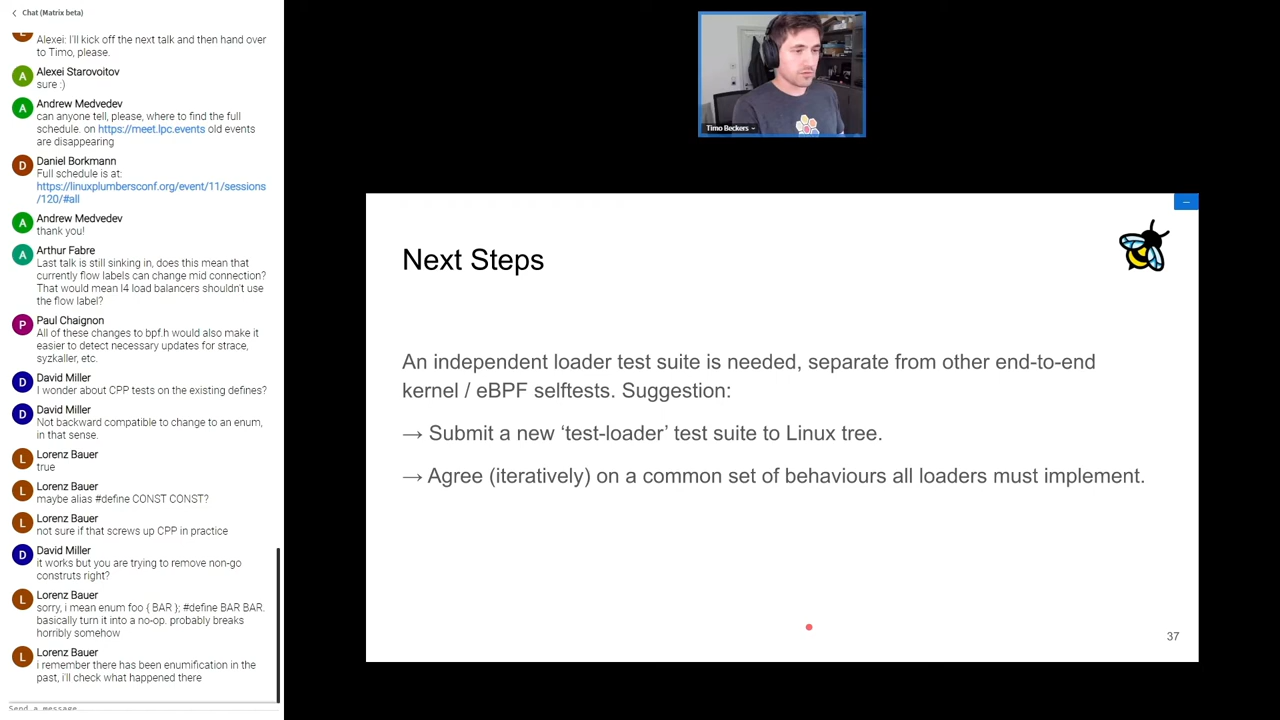 Chat (Matrix beta)
Alexei: I'll kick off the next talk and then hand over
to Timo, please.
A
Alexei Starovoitov
sure :)
A
Andrew Medvedev
can anyone tell, please, where to find the full
schedule. on https://meet.lpc.events old events
are disappearing
D
Daniel Borkmann
Full schedule is at:
https://linuxplumbersconf.org/event/11/sessions
/120/#all
A
Andrew Medvedev
thank you!
A
Arthur Fabre
Last talk is still sinking in, does this mean that
currently flow labels can change mid connection?
That would mean l4 load balancers shouldn't use
the flow label?
P
Paul Chaignon
All of these changes to bpf.h would also make it
easier to detect necessary updates for strace,
syzkaller, etc.
D
David Miller
I wonder about CPP tests on the existing defines?
D
David Miller
Not backward compatible to change to an enum,
in that sense.
L
Lorenz Bauer
true
L
Lorenz Bauer
maybe alias #define CONST CONST?
L
Lorenz Bauer
not sure if that screws up CPP in practice
D
David Miller
it works but you are trying to remove non-go
construts right?
L
Lorenz Bauer
sorry, i mean enum foo { BAR }; #define BAR BAR.
basically turn it into a no-op. probably breaks
horribly somehow
L
Lorenz Bauer
i remember there has been enumification in the
past, i'll check what happened there
Send a message
Timo Beckers
Next Steps
An independent loader test suite is needed, separate from other end-to-end
kernel / eBPF selftests. Suggestion:
→ Submit a new ‘test-loader’ test suite to Linux tree.
→ Agree (iteratively) on a common set of behaviours all loaders must implement.
37